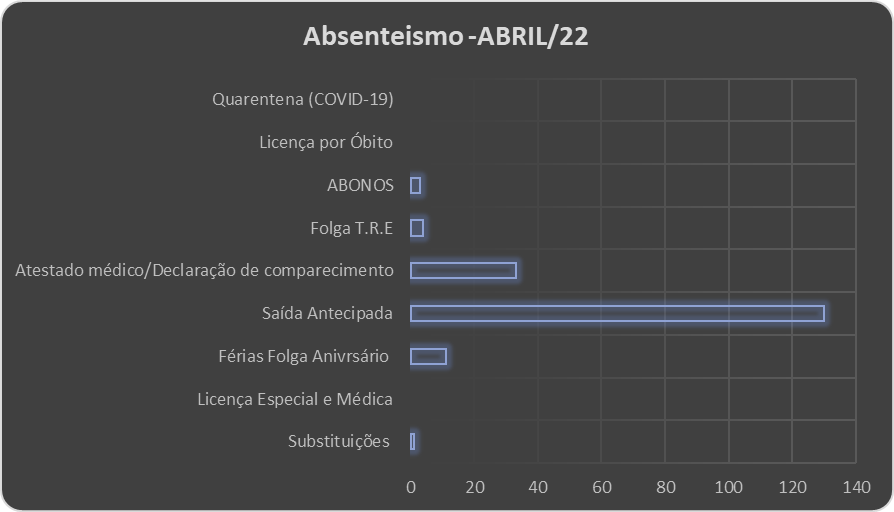 Absenteismo -ABRIL/22
Quarentena (COVID-19)
Licença por Óbito
ABONOS
Folga T.R.E
Atestado médico/Declaração de comparecimento
Saída Antecipada
Férias Folga Anivrsário
Licença Especial e Médica
Substituições
0 20 40 60 80 100 120 140